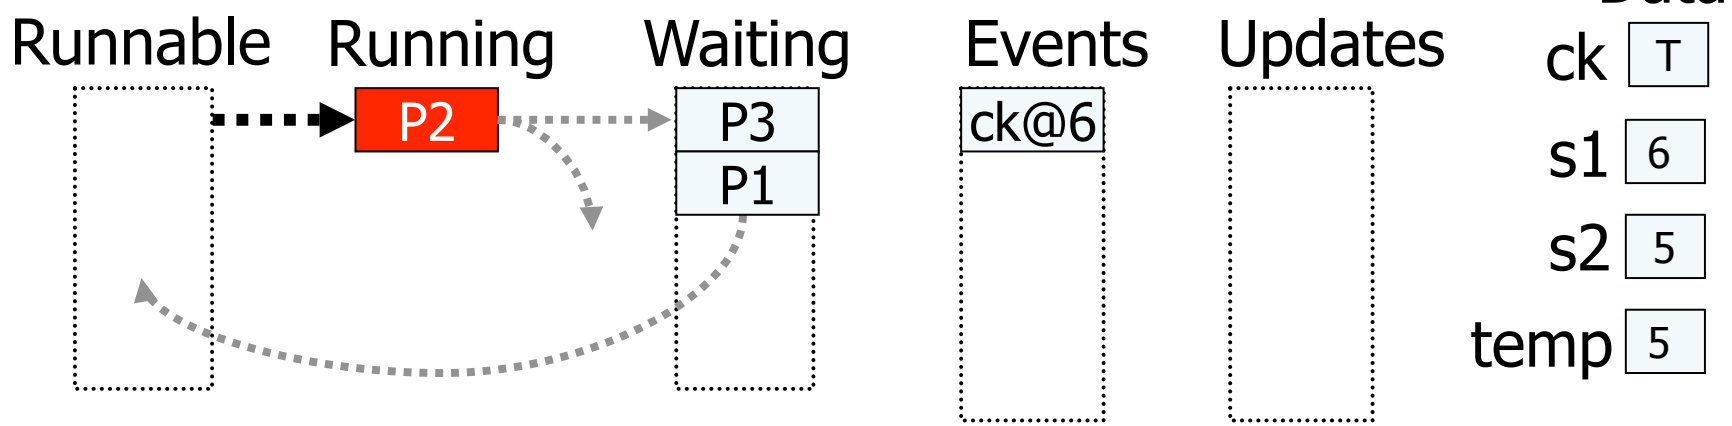 Runnable Running Waiting Events Updates
ck T
P2 P3 ck@6
P1
s1 6
s2 5
temp 5